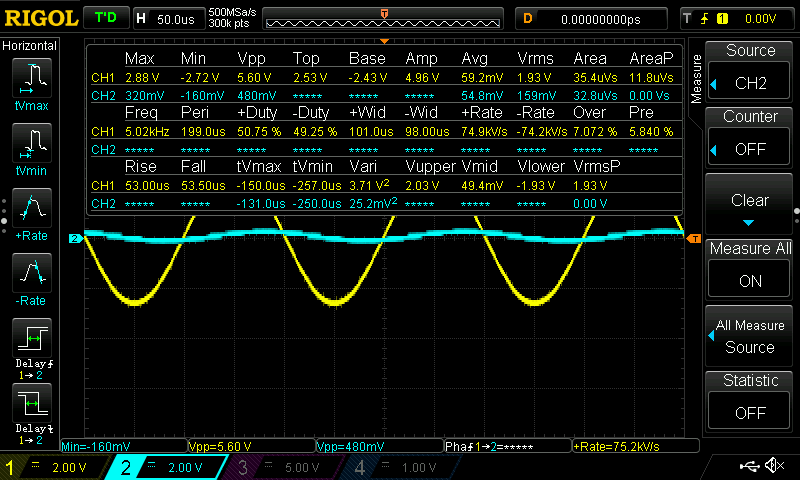 RIGOL T'D H 50.0us 500MSa/s 300k pts T D 0.00000000ps T 1 0.00V
Horizontal
tVmax
tVmin
+Rate
-Rate
Delay
1→2
Delay
1→2
Max Min Vpp Top Base Amp Avg Vrms Area AreaP
CH1 2.88 V -2.72 V 5.60 V 2.53 V -2.43 V 4.96 V 59.2mV 1.93 V 35.4uVs 11.8uVs
CH2 320mV -160mV 480mV ***** ***** ***** 54.8mV 159mV 32.8uVs 0.00 Vs
Freq Peri +Duty -Duty +Wid -Wid +Rate -Rate Over Pre
CH1 5.02kHz 199.0us 50.75 % 49.25 % 101.0us 98.00us 74.9kV/s -74.2kV/s 7.072 % 5.840 %
CH2 ***** ***** ***** ***** ***** ***** ***** ***** ***** *****
Rise Fall tVmax tVmin Vari Vupper Vmid Vlower VrmsP
CH1 53.00us 53.50us -150.0us -257.0us 3.71 V² 2.03 V 49.4mV -1.93 V 1.93 V
CH2 ***** ***** -131.0us -250.0us 25.2mV² ***** ***** ***** 0.00 V
2
T
Measure
Source
CH2
Counter
OFF
Clear
Measure All
ON
All Measure
Source
Statistic
OFF
Min=-160mV Vpp=5.60 V Vpp=480mV Pha 1→2=***** +Rate=75.2kV/s
1 2.00 V 2 2.00 V 3 5.00 V 4 1.00 V